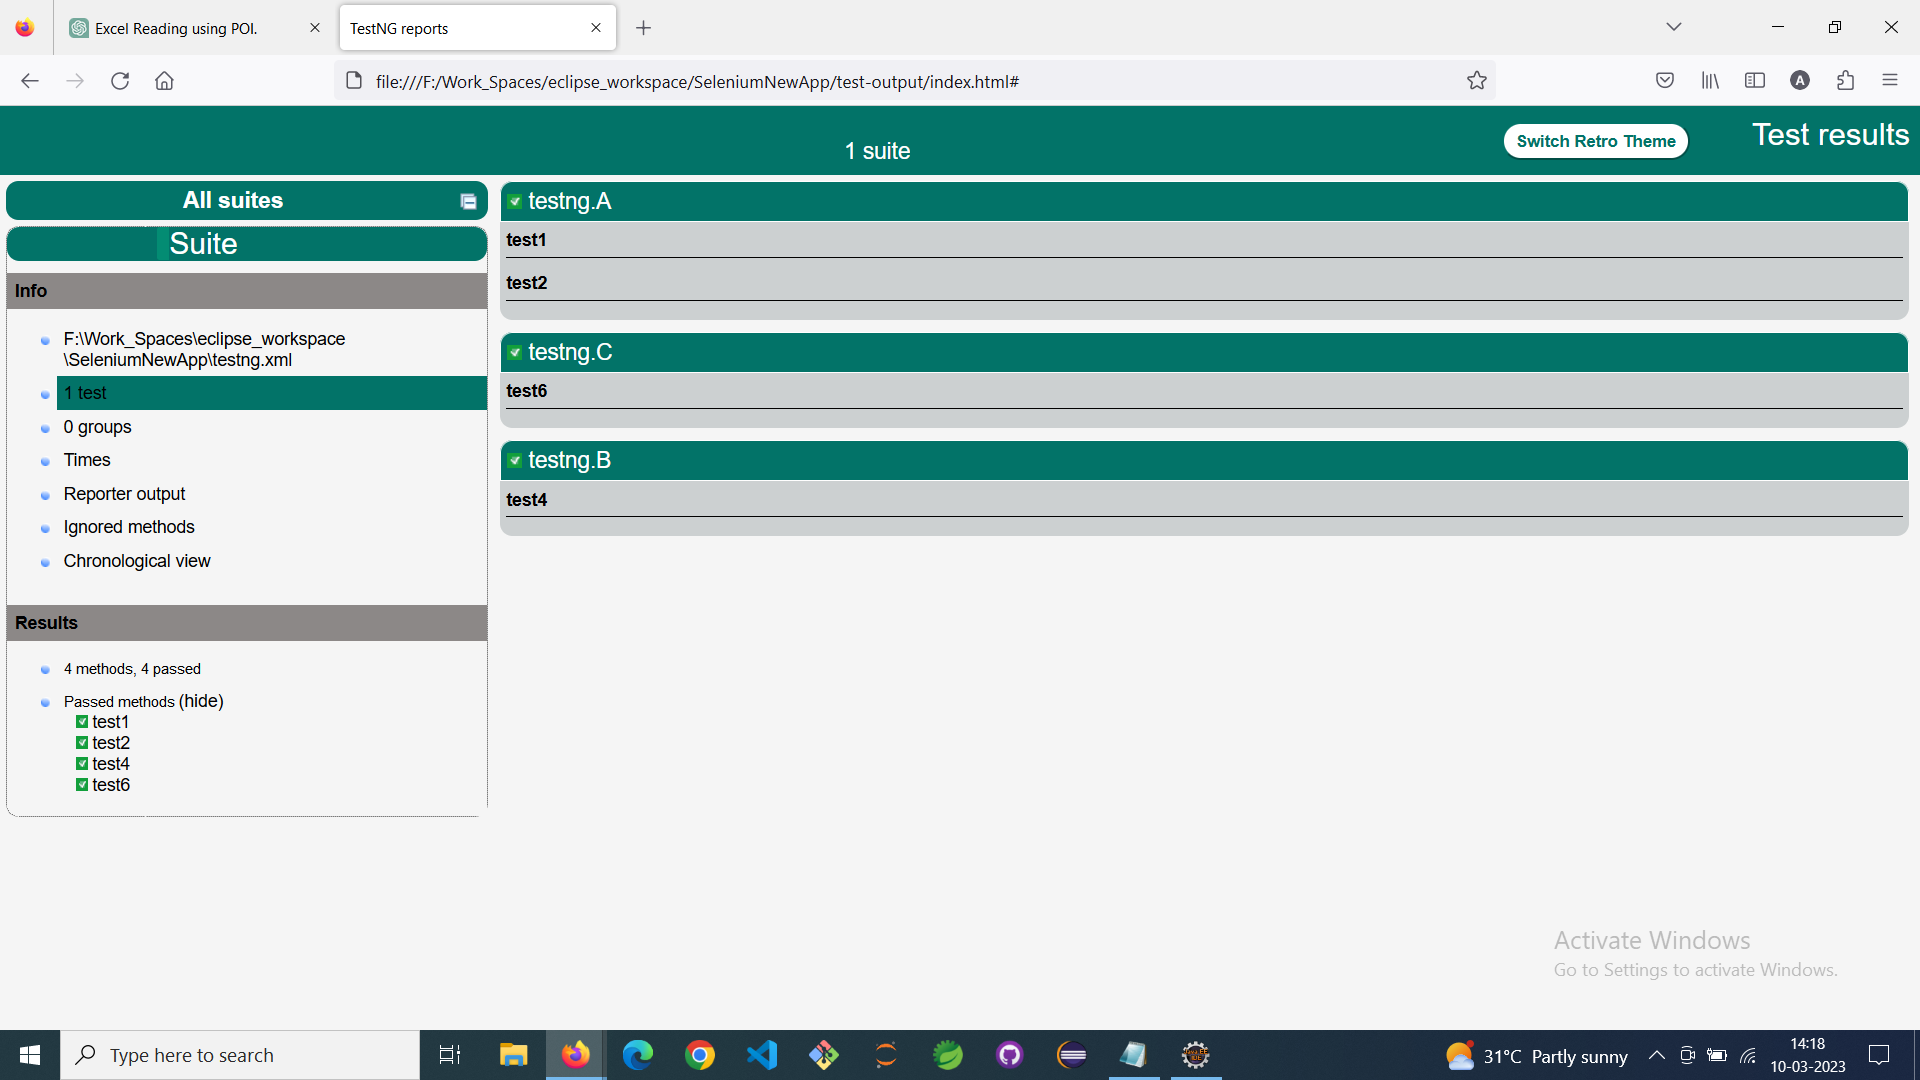 Excel Reading using POI.
TestNG reports
file:///F:/Work_Spaces/eclipse_workspace/SeleniumNewApp/test-output/index.html#
A
1 suite
Switch Retro Theme
Test results
All suites
Suite
Info
F:\Work_Spaces\eclipse_workspace
\SeleniumNewApp\testng.xml
1 test
0 groups
Times
Reporter output
Ignored methods
Chronological view
Results
4 methods, 4 passed
Passed methods (hide)
test1
test2
test4
test6
testng.A
test1
test2
testng.C
test6
testng.B
test4
Activate Windows
Go to Settings to activate Windows.
Type here to search
31°C Partly sunny
14:18
10-03-2023